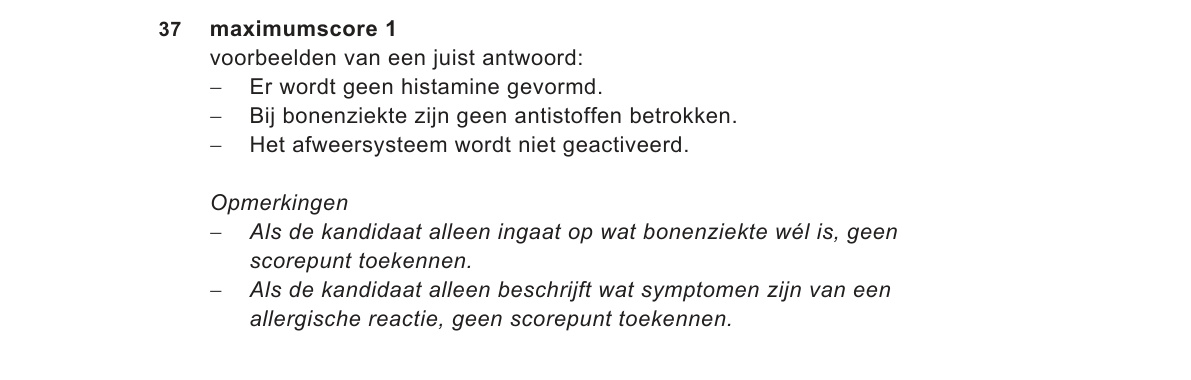 37 maximumscore 1
voorbeelden van een juist antwoord:
– Er wordt geen histamine gevormd.
– Bij bonenziekte zijn geen antistoffen betrokken.
– Het afweersysteem wordt niet geactiveerd.
Opmerkingen
– Als de kandidaat alleen ingaat op wat bonenziekte wél is, geen
scorepunt toekennen.
– Als de kandidaat alleen beschrijft wat symptomen zijn van een
allergische reactie, geen scorepunt toekennen.